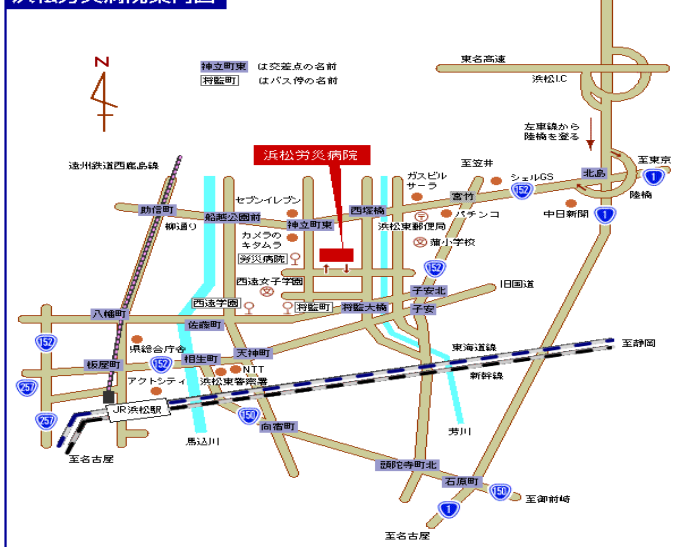 浜松労災病院案内図
N
神立町東 は交差点の名前
将監町 はバス停の名前
東名高速
浜松I.C
左車線から
陸橋を登る
遠州鉄道西鹿島線
浜松労災病院
ガスビル
サーラ
至笠井
シェルGS
北島
至東京
1
152
宮竹
陸橋
セブンイレブン
助信町
船越公園前
西塚橋
パチンコ
中日新聞
1
柳通り
神立町東
浜松東郵便局
カメラの
キタムラ
蒲小学校
労災病院
152
西遠女子学園
子安北
旧国道
西遠学園
将監町
将監大橋
子安
八幡町
佐藤町
152
県総合庁舎
天神町
東海道線
至静岡
板屋町
152
相生町
NTT
新幹線
257
アクトシティ
浜松東警察署
257
JR浜松駅
150
向宿町
馬込川
芳川
至名古屋
頭陀寺町北
石原町
150
至御前崎
1
至名古屋